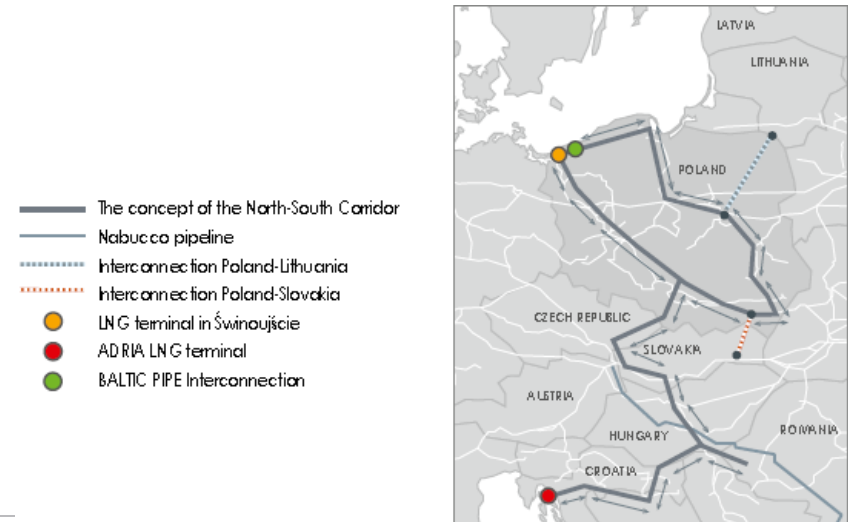 The concept of the North-South Corridor
Nabucco pipeline
Interconnection Poland-Lithuania
Interconnection Poland-Slovakia
LNG terminal in Świnoujście
ADRIA LNG terminal
BALTIC PIPE Interconnection
LATVIA
LITHUANIA
POLAND
CZECH REPUBLIC
SLOVAKIA
AUSTRIA
HUNGARY
ROMANIA
CROATIA